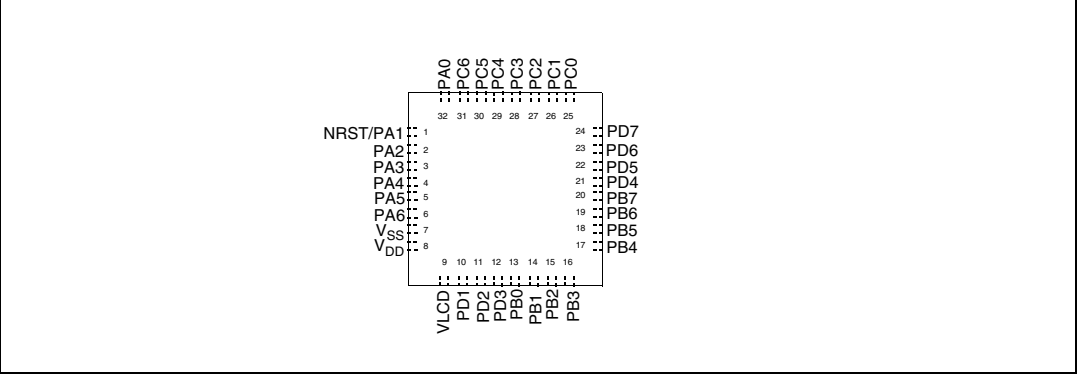 PA0 PC6 PC5 PC4 PC3 PC2 PC1 PC0
32 31 30 29 28 27 26 25
NRST/PA1 1 24 PD7
PA2 2 23 PD6
PA3 3 22 PD5
PA4 4 21 PD4
PA5 5 20 PB7
PA6 6 19 PB6
VSS 7 18 PB5
VDD 8 17 PB4
9 10 11 12 13 14 15 16
VLCD PD1 PD2 PD3 PB0 PB1 PB2 PB3